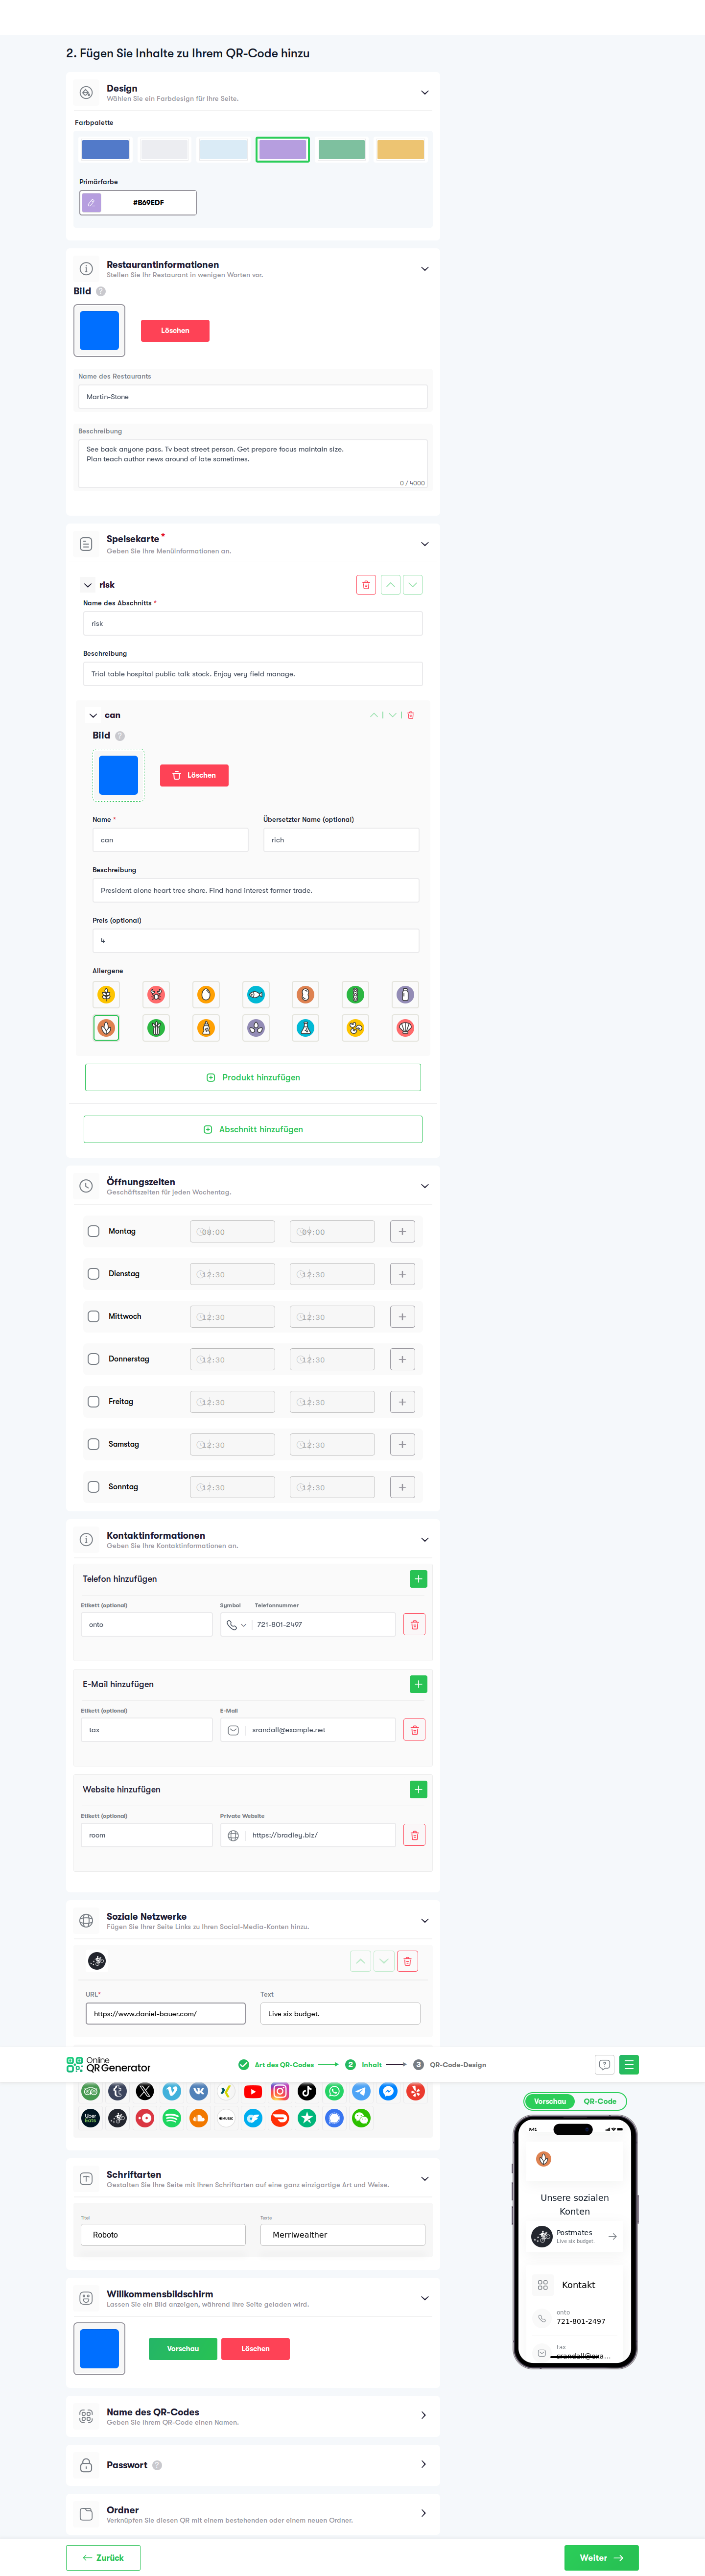 2. Fügen Sie Inhalte zu Ihrem QR-Code hinzu
Design
Wählen Sie ein Farbdesign für Ihre Seite.
Farbpalette
Primärfarbe
#B69EDF
Restaurantinformationen
Stellen Sie Ihr Restaurant in wenigen Worten vor.
Bild ?
Löschen
Name des Restaurants
Martin-Stone
Beschreibung
See back anyone pass. Tv beat street person. Get prepare focus maintain size.
Plan teach author news around of late sometimes.
0 / 4000
Speisekarte *
Geben Sie Ihre Menüinformationen an.
risk
Name des Abschnitts *
risk
Beschreibung
Trial table hospital public talk stock. Enjoy very field manage.
can
Bild ?
Löschen
Name *
Übersetzter Name (optional)
can
rich
Beschreibung
President alone heart tree share. Find hand interest former trade.
Preis (optional)
4
Allergene
Produkt hinzufügen
Abschnitt hinzufügen
Öffnungszeiten
Geschäftszeiten für jeden Wochentag.
Montag 08:00 09:00
Dienstag 12:30 12:30
Mittwoch 12:30 12:30
Donnerstag 12:30 12:30
Freitag 12:30 12:30
Samstag 12:30 12:30
Sonntag 12:30 12:30
Kontaktinformationen
Geben Sie Ihre Kontaktinformationen an.
Telefon hinzufügen
Etikett (optional) Symbol Telefonnummer
onto 721-801-2497
E-Mail hinzufügen
Etikett (optional) E-Mail
tax srandall@example.net
Website hinzufügen
Etikett (optional) Private Website
room https://bradley.biz/
Soziale Netzwerke
Fügen Sie Ihrer Seite Links zu Ihren Social-Media-Konten hinzu.
URL* Text
https://www.daniel-bauer.com/ Live six budget.
Online
QR Generator
Art des QR-Codes 2 Inhalt 3 QR-Code-Design
Uber
Eats
MUSIC
Vorschau QR-Code
9:41
Unsere sozialen
Konten
Postmates
Live six budget.
Kontakt
onto
721-801-2497
tax
srandall@exa...
Schriftarten
Gestalten Sie Ihre Seite mit Ihren Schriftarten auf eine ganz einzigartige Art und Weise.
Titel Texte
Roboto Merriwealther
Willkommensbildschirm
Lassen Sie ein Bild anzeigen, während Ihre Seite geladen wird.
Vorschau Löschen
Name des QR-Codes
Geben Sie Ihrem QR-Code einen Namen.
Passwort ?
Ordner
Verknüpfen Sie diesen QR mit einem bestehenden oder einem neuen Ordner.
Zurück
Weiter